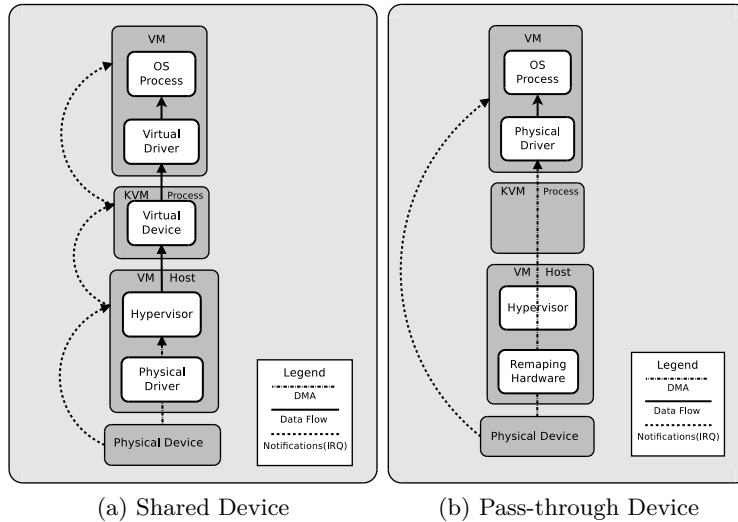 VM
OS
Process
Virtual
Driver
KVM Process
Virtual
Device
VM Host
Hypervisor
Physical
Driver
Physical Device
Legend
DMA
Data Flow
Notifications(IRQ)
(a) Shared Device
VM
OS
Process
Physical
Driver
KVM Process
VM Host
Hypervisor
Remaping
Hardware
Physical Device
Legend
DMA
Data Flow
Notifications(IRQ)
(b) Pass-through Device